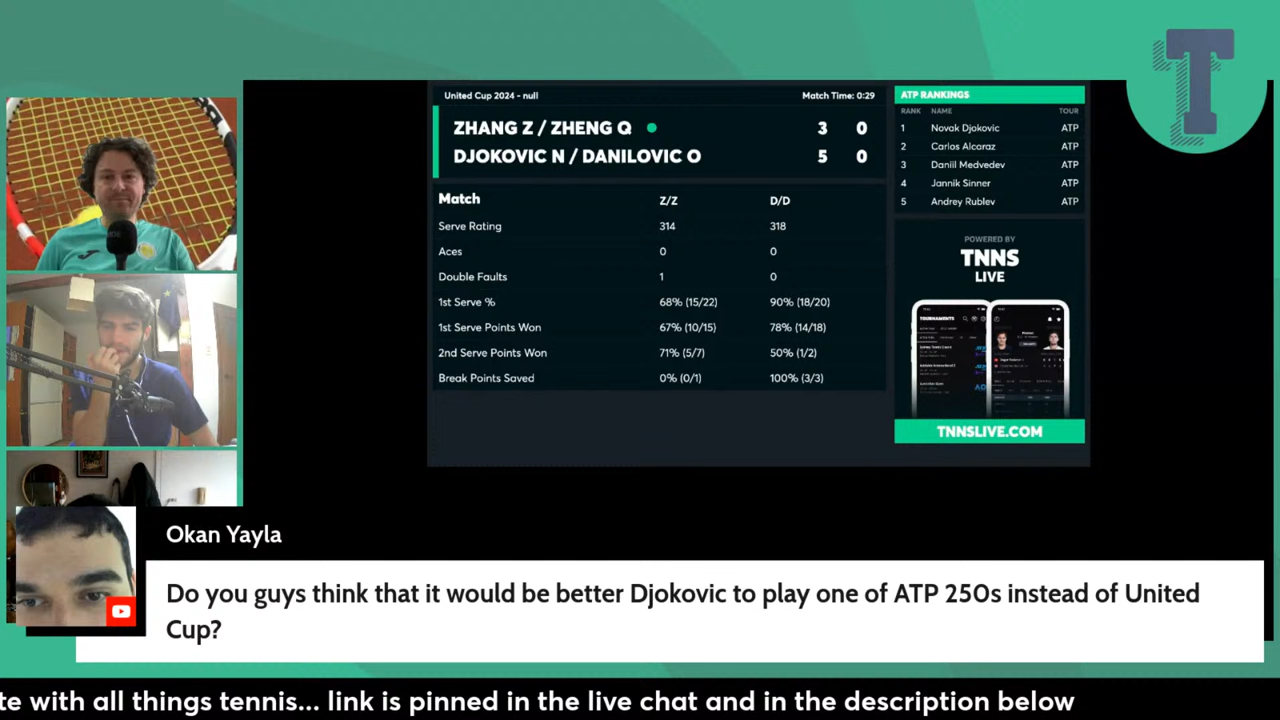 United Cup 2024 - null
Match Time: 0:29
ZHANG Z / ZHENG Q 3 0
DJOKOVIC N / DANILOVIC O 5 0
Match Z/Z D/D
Serve Rating 314 318
Aces 0 0
Double Faults 1 0
1st Serve % 68% (15/22) 90% (18/20)
1st Serve Points Won 67% (10/15) 78% (14/18)
2nd Serve Points Won 71% (5/7) 50% (1/2)
Break Points Saved 0% (0/1) 100% (3/3)
ATP RANKINGS
RANK NAME TOUR
1 Novak Djokovic ATP
2 Carlos Alcaraz ATP
3 Daniil Medvedev ATP
4 Jannik Sinner ATP
5 Andrey Rublev ATP
POWERED BY
TNNS
LIVE
TOURNAMENTS
TNNSLIVE.COM
T
Okan Yayla
Do you guys think that it would be better Djokovic to play one of ATP 250s instead of United
Cup?
te with all things tennis... link is pinned in the live chat and in the description below